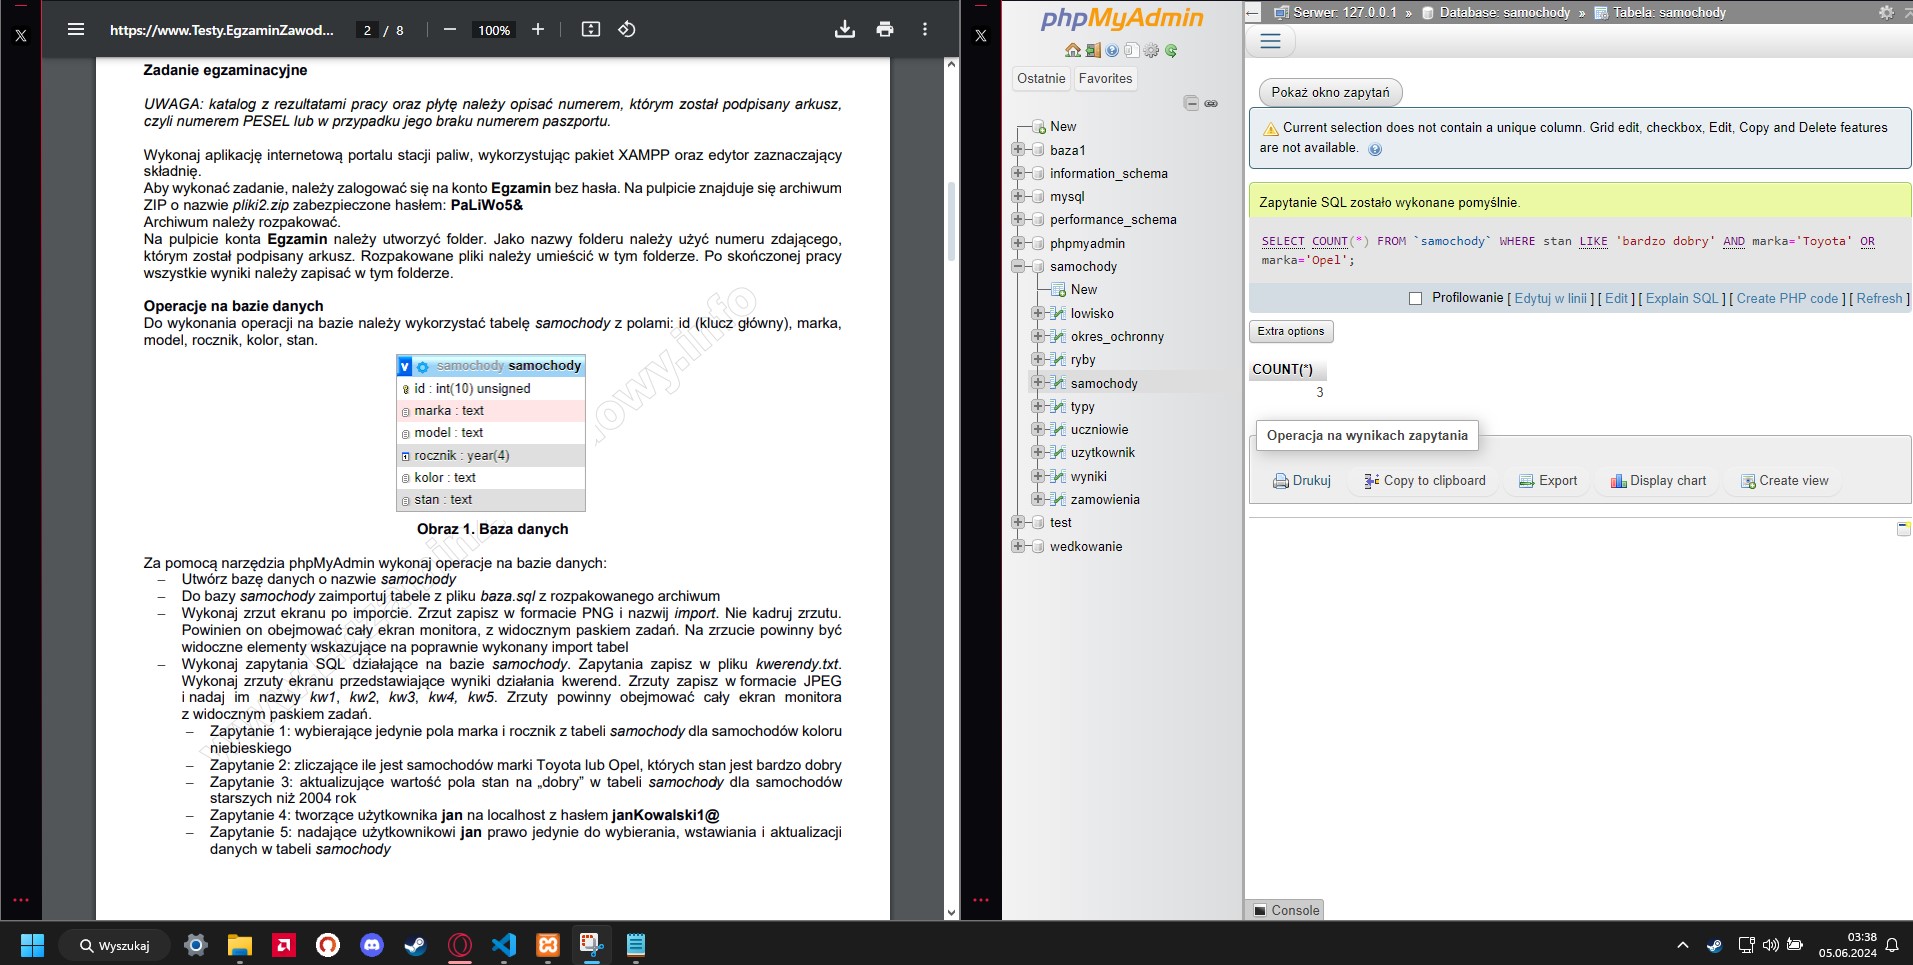 https://www.Testy.EgzaminZawod...
2 / 8
100%
Zadanie egzaminacyjne
UWAGA: katalog z rezultatami pracy oraz płytę należy opisać numerem, którym został podpisany arkusz,
czyli numerem PESEL lub w przypadku jego braku numerem paszportu.
Wykonaj aplikację internetową portalu stacji paliw, wykorzystując pakiet XAMPP oraz edytor zaznaczający
składnię.
Aby wykonać zadanie, należy zalogować się na konto Egzamin bez hasła. Na pulpicie znajduje się archiwum
ZIP o nazwie pliki2.zip zabezpieczone hasłem: PaLiWo5&
Archiwum należy rozpakować.
Na pulpicie konta Egzamin należy utworzyć folder. Jako nazwy folderu należy użyć numeru zdającego,
którym został podpisany arkusz. Rozpakowane pliki należy umieścić w tym folderze. Po skończonej pracy
wszystkie wyniki należy zapisać w tym folderze.
Operacje na bazie danych
Do wykonania operacji na bazie należy wykorzystać tabelę samochody z polami: id (klucz główny), marka,
model, rocznik, kolor, stan.
samochody samochody
id : int(10) unsigned
marka : text
model : text
rocznik : year(4)
kolor : text
stan : text
Obraz 1. Baza danych
Za pomocą narzędzia phpMyAdmin wykonaj operacje na bazie danych:
– Utwórz bazę danych o nazwie samochody
– Do bazy samochody zaimportuj tabele z pliku baza.sql z rozpakowanego archiwum
– Wykonaj zrzut ekranu po imporcie. Zrzut zapisz w formacie PNG i nazwij import. Nie kadruj zrzutu.
Powinien on obejmować cały ekran monitora, z widocznym paskiem zadań. Na zrzucie powinny być
widoczne elementy wskazujące na poprawnie wykonany import tabel
– Wykonaj zapytania SQL działające na bazie samochody. Zapytania zapisz w pliku kwerendy.txt.
Wykonaj zrzuty ekranu przedstawiające wyniki działania kwerend. Zrzuty zapisz w formacie JPEG
i nadaj im nazwy kw1, kw2, kw3, kw4, kw5. Zrzuty powinny obejmować cały ekran monitora
z widocznym paskiem zadań.
– Zapytanie 1: wybierające jedynie pola marka i rocznik z tabeli samochody dla samochodów koloru
niebieskiego
– Zapytanie 2: zliczające ile jest samochodów marki Toyota lub Opel, których stan jest bardzo dobry
– Zapytanie 3: aktualizujące wartość pola stan na „dobry” w tabeli samochody dla samochodów
starszych niż 2004 rok
– Zapytanie 4: tworzące użytkownika jan na localhost z hasłem janKowalski1@
– Zapytanie 5: nadające użytkownikowi jan prawo jedynie do wybierania, wstawiania i aktualizacji
danych w tabeli samochody
phpMyAdmin
Ostatnie Favorites
New
baza1
information_schema
mysql
performance_schema
phpmyadmin
samochody
New
lowisko
okres_ochronny
ryby
samochody
typy
uczniowie
uzytkownik
wyniki
zamowienia
test
wedkowanie
Serwer: 127.0.0.1 » Database: samochody » Tabela: samochody
Pokaż okno zapytań
Current selection does not contain a unique column. Grid edit, checkbox, Edit, Copy and Delete features
are not available.
Zapytanie SQL zostało wykonane pomyślnie.
SELECT COUNT(*) FROM `samochody` WHERE stan LIKE 'bardzo dobry' AND marka='Toyota' OR
marka='Opel';
Profilowanie [ Edytuj w linii ] [ Edit ] [ Explain SQL ] [ Create PHP code ] [ Refresh ]
Extra options
COUNT(*)
3
Operacja na wynikach zapytania
Drukuj Copy to clipboard Export Display chart Create view
Console
Wyszukaj
03:38
05.06.2024